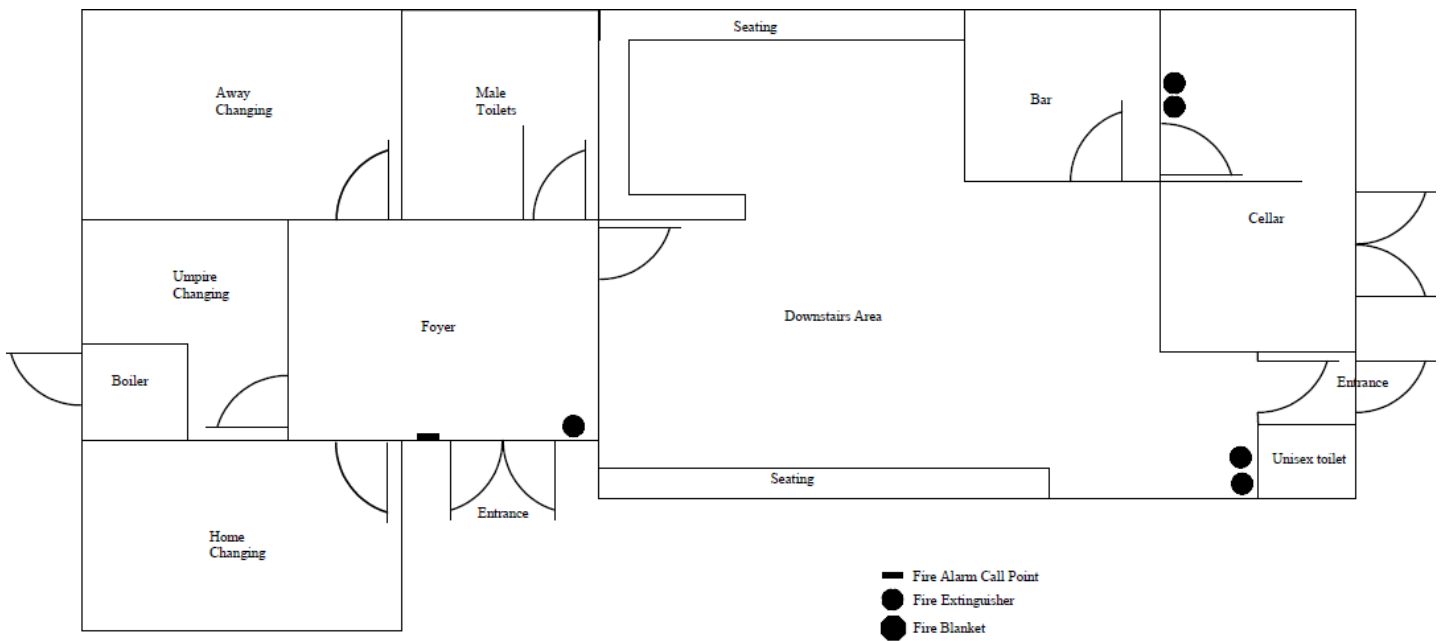 Seating
Away
Changing
Male
Toilets
Bar
Cellar
Umpire
Changing
Foyer
Downstairs Area
Boiler
Entrance
Unisex toilet
Seating
Entrance
Home
Changing
Fire Alarm Call Point
Fire Extinguisher
Fire Blanket